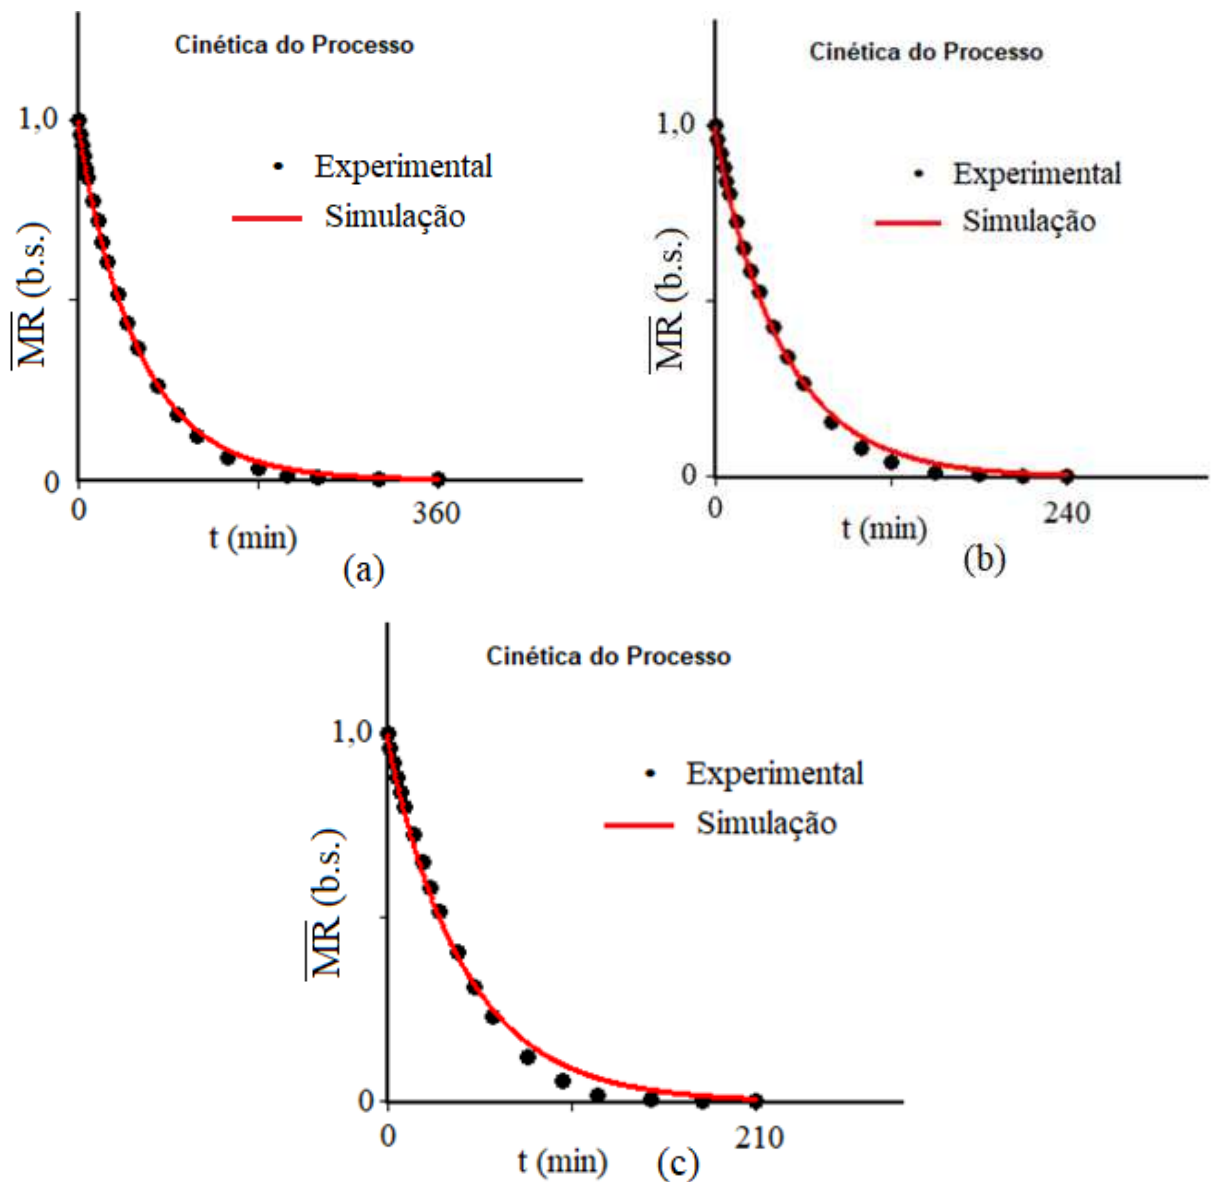 Cinética do Processo
1,0
Experimental
Simulação
MR (b.s.)
0
0
360
t (min)
(a)
Cinética do Processo
1,0
Experimental
Simulação
MR (b.s.)
0
0
240
t (min)
(b)
Cinética do Processo
1,0
Experimental
Simulação
MR (b.s.)
0
0
210
t (min)
(c)